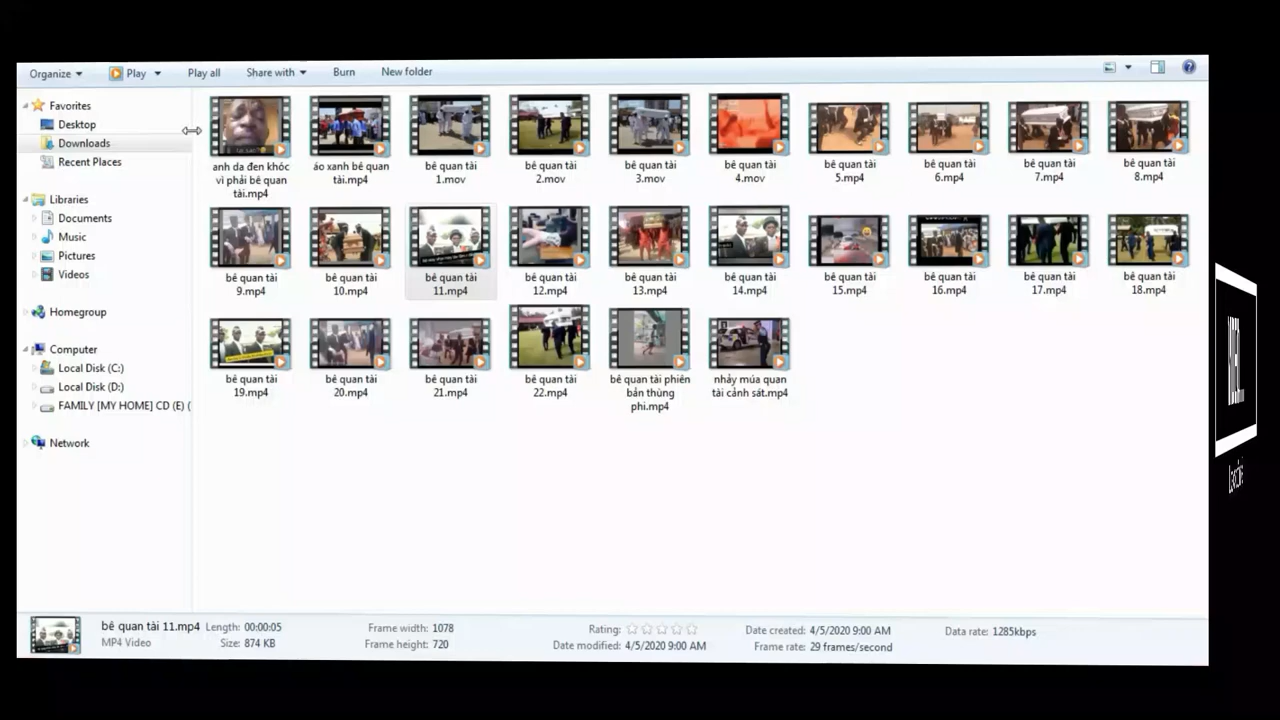 Organize Play Play all Share with Burn New folder
Favorites
Desktop
Downloads
Recent Places
Libraries
Documents
Music
Pictures
Videos
Homegroup
Computer
Local Disk (C:)
Local Disk (D:)
FAMILY [MY HOME] CD (E) (
Network
anh da đen khóc
vì phải bê quan
tài.mp4
áo xanh bê quan
tài.mp4
bê quan tài
1.mov
bê quan tài
2.mov
bê quan tài
3.mov
bê quan tài
4.mov
bê quan tài
5.mp4
bê quan tài
6.mp4
bê quan tài
7.mp4
bê quan tài
8.mp4
bê quan tài
9.mp4
bê quan tài
10.mp4
bê quan tài
11.mp4
bê quan tài
12.mp4
bê quan tài
13.mp4
bê quan tài
14.mp4
bê quan tài
15.mp4
bê quan tài
16.mp4
bê quan tài
17.mp4
bê quan tài
18.mp4
bê quan tài
19.mp4
bê quan tài
20.mp4
bê quan tài
21.mp4
bê quan tài
22.mp4
bê quan tài phiên
bản thùng
phi.mp4
nhảy múa quan
tài cảnh sát.mp4
bê quan tài 11.mp4 Length: 00:00:05 Frame width: 1078 Rating: Date created: 4/5/2020 9:00 AM Data rate: 1285kbps
MP4 Video Size: 874 KB Frame height: 720 Date modified: 4/5/2020 9:00 AM Frame rate: 29 frames/second